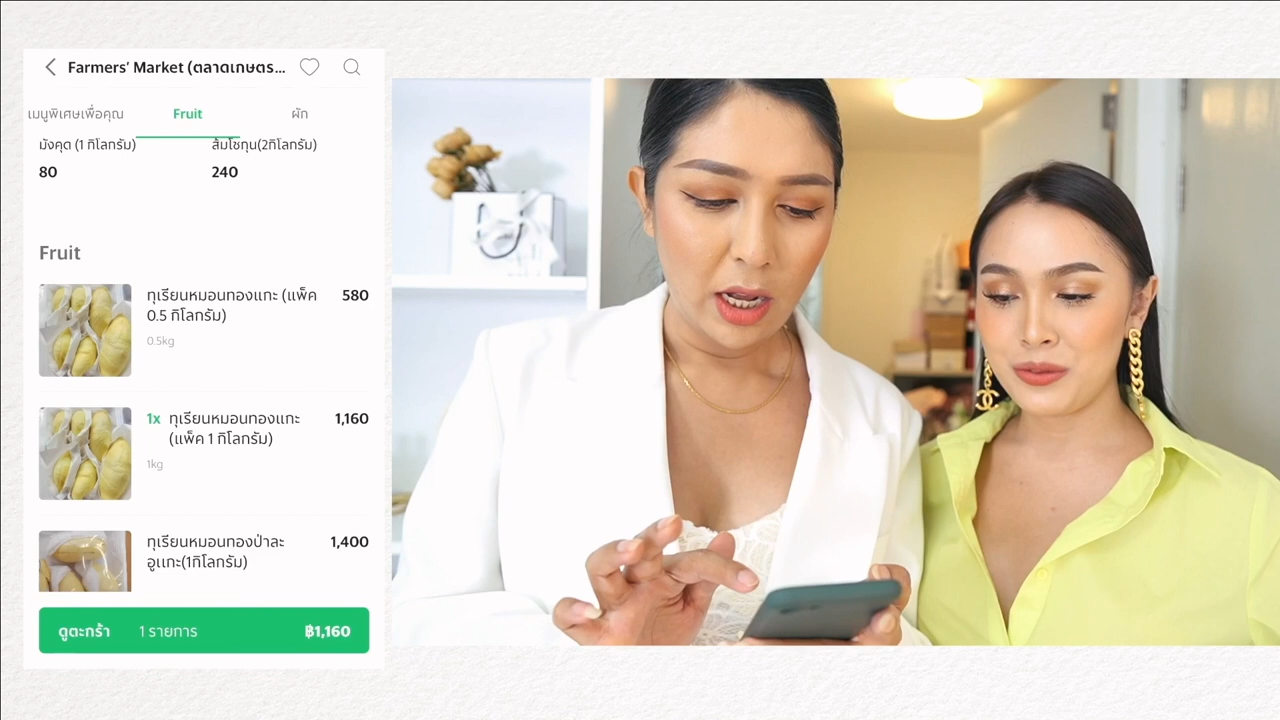 Farmers' Market (ตลาดเกษตร...
เมนูพิเศษเพื่อคุณ
Fruit
ผัก
มังคุด (1 กิโลกรัม)
ส้มโชกุน(2กิโลกรัม)
80
240
Fruit
ทุเรียนหมอนทองแกะ (แพ็ค
0.5 กิโลกรัม)
580
0.5kg
1x ทุเรียนหมอนทองแกะ
(แพ็ค 1 กิโลกรัม)
1,160
1kg
ทุเรียนหมอนทองป่าละ
อูแกะ(1กิโลกรัม)
1,400
ดูตะกร้า
1 รายการ
฿1,160